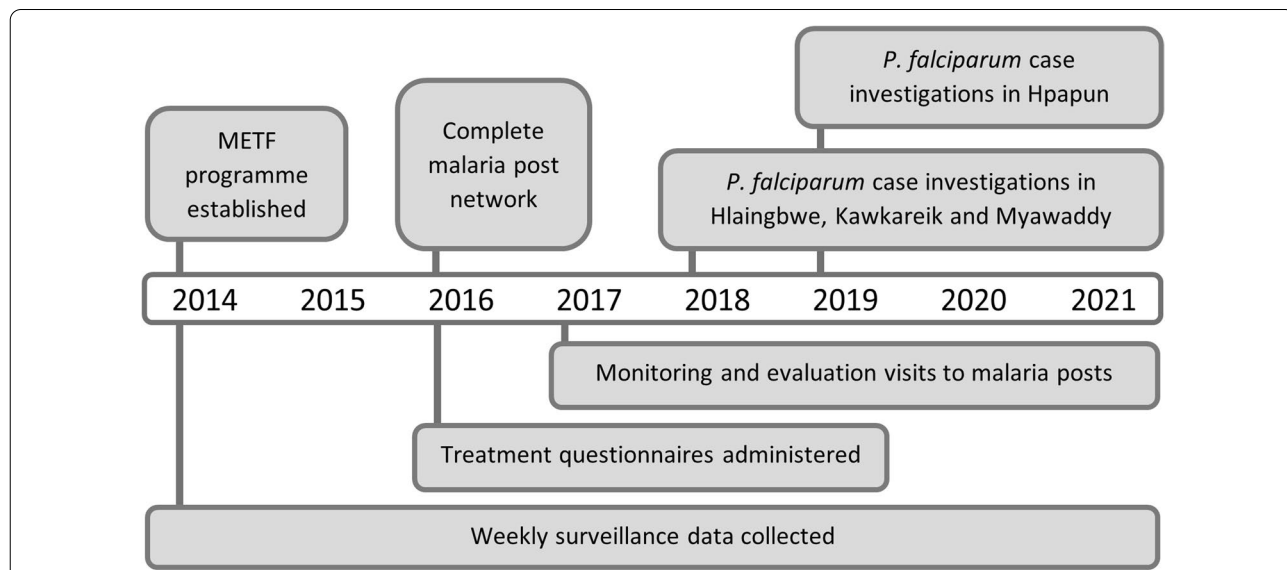 P. falciparum case
investigations in Hpapun
METF
programme
established
Complete
malaria post
network
P. falciparum case investigations in
Hlaingbwe, Kawkareik and Myawaddy
2014 2015 2016 2017 2018 2019 2020 2021
Monitoring and evaluation visits to malaria posts
Treatment questionnaires administered
Weekly surveillance data collected